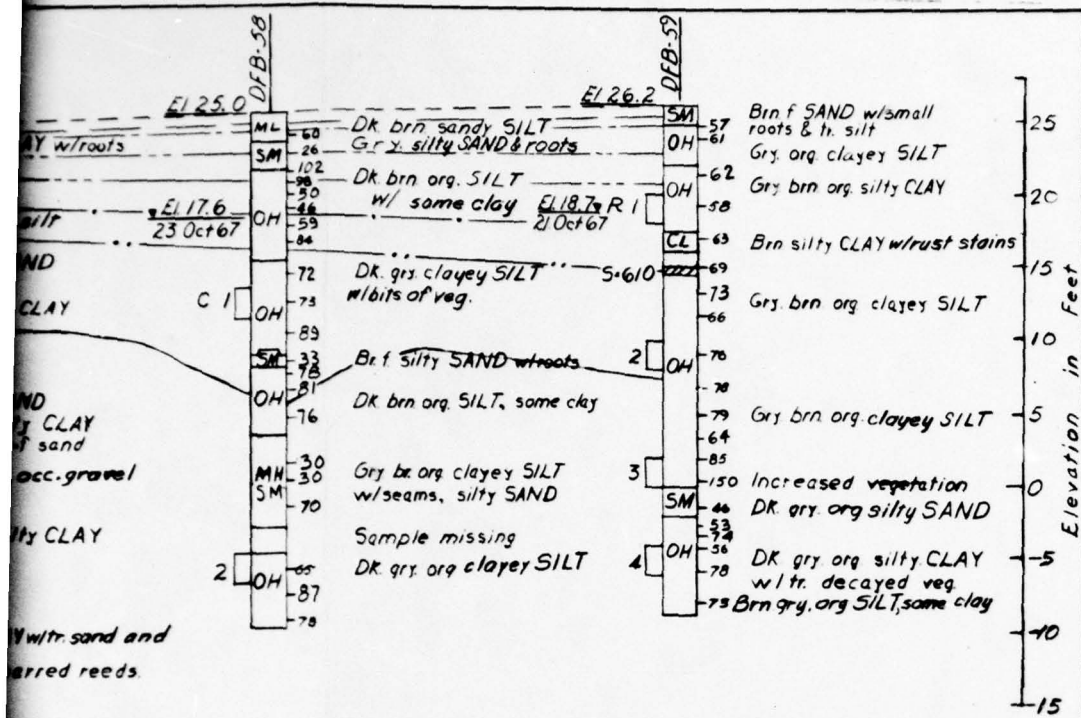 DFB-58
DFB-59
El 25.0
El 26.2
AY w/roots
silt
ND
CLAY
ND
ty CLAY
of sand
occ. gravel
lty CLAY
Y w/tr. sand and
arred reeds.
El. 17.6
23 Oct 67
C 1
2
ML
SM
OH
OH
SM
OH
MH
SM
OH
60
26
102
98
50
46
59
84
72
73
89
33
78
81
76
30
30
70
65
87
78
Dk. brn sandy SILT
Gry. silty SAND & roots
Dk. brn org. SILT
w/ some clay
Dk. gry. clayey SILT
w/bits of veg.
Br. f. silty SAND w/roots
Dk brn org. SILT, some clay
Gry br. org clayey SILT
w/seams, silty SAND
Sample missing
Dk. gry. org clayey SILT
El. 18.7
21 Oct 67
R 1
S-610
2
3
4
SM
OH
OH
CL
OH
SM
OH
57
61
62
58
63
69
73
66
76
78
79
64
85
150
46
53
74
56
78
75
Brn f SAND w/small
roots & tr. silt
Gry. org. clayey SILT
Gry brn org. silty CLAY
Brn silty CLAY w/rust stains
Gry. brn org clayey SILT
Gry brn org. clayey SILT
Increased vegetation
Dk. gry. org silty SAND
Dk gry. org silty CLAY
w/tr. decayed veg.
Brn gry. org SILT, some clay
25
20
15
10
5
0
-5
-10
-15
Elevation in Feet